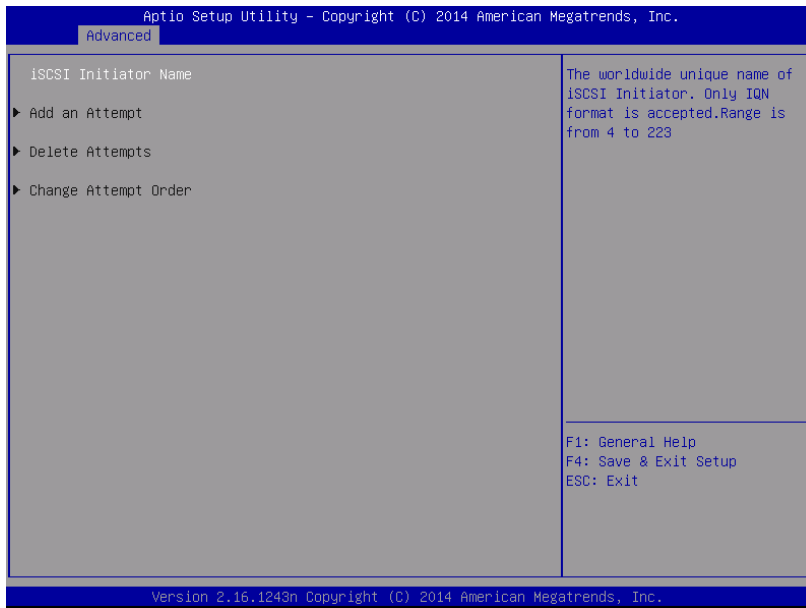 Aptio Setup Utility – Copyright (C) 2014 American Megatrends, Inc.
Advanced
iSCSI Initiator Name
Add an Attempt
Delete Attempts
Change Attempt Order
The worldwide unique name of
iSCSI Initiator. Only IQN
format is accepted.Range is
from 4 to 223
F1: General Help
F4: Save & Exit Setup
ESC: Exit
Version 2.16.1243n Copyright (C) 2014 American Megatrends, Inc.